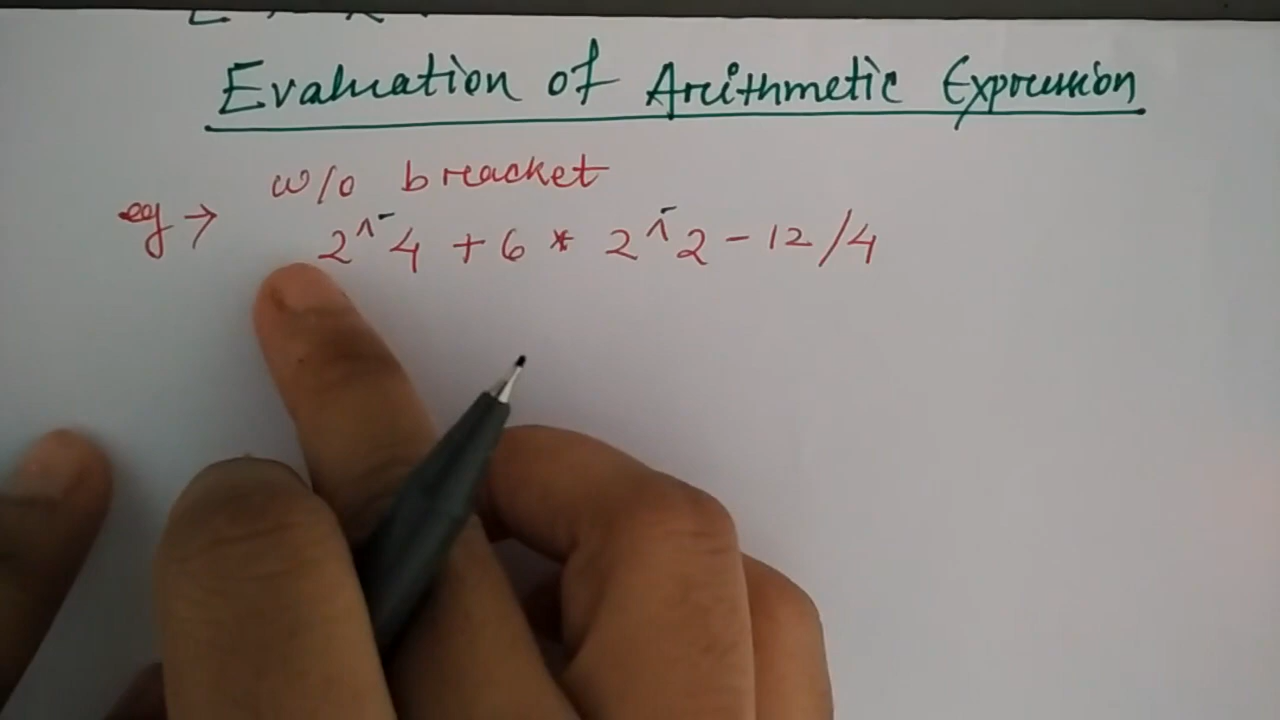 Evaluation of Arithmetic Expression
w/o bracket
eg → 2^4 + 6 * 2^2 - 12/4